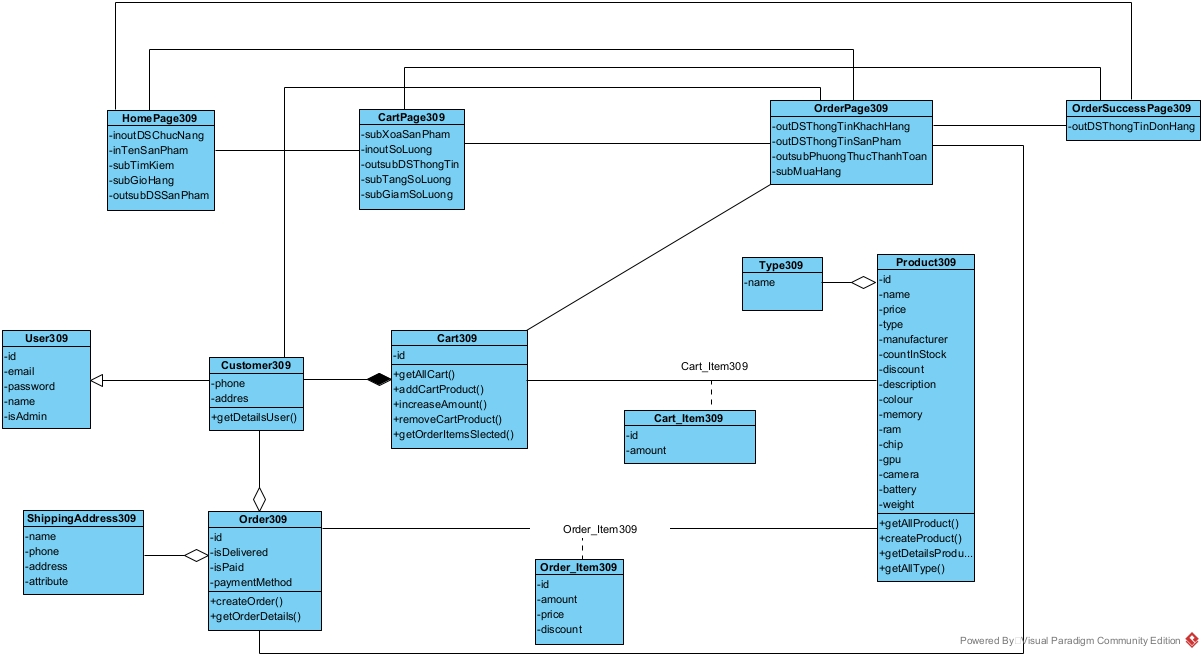 HomePage309
-inoutDSChucNang
-inTenSanPham
-subTimKiem
-subGioHang
-outsubDSSanPham
CartPage309
-subXoaSanPham
-inoutSoLuong
-outsubDSThongTin
-subTangSoLuong
-subGiamSoLuong
OrderPage309
-outDSThongTinKhachHang
-outDSThongTinSanPham
-outsubPhuongThucThanhToan
-subMuaHang
OrderSuccessPage309
-outDSThongTinDonHang
Type309
-name
Product309
-id
-name
-price
-type
-manufacturer
-countInStock
-discount
-description
-colour
-memory
-ram
-chip
-gpu
-camera
-battery
-weight
+getAllProduct()
+createProduct()
+getDetailsProdu...
+getAllType()
User309
-id
-email
-password
-name
-isAdmin
Customer309
-phone
-addres
+getDetailsUser()
Cart309
-id
+getAllCart()
+addCartProduct()
+increaseAmount()
+removeCartProduct()
+getOrderItemsSlected()
Cart_Item309
Cart_Item309
-id
-amount
ShippingAddress309
-name
-phone
-address
-attribute
Order309
-id
-isDelivered
-isPaid
-paymentMethod
+createOrder()
+getOrderDetails()
Order_Item309
Order_Item309
-id
-amount
-price
-discount
Powered By Visual Paradigm Community Edition